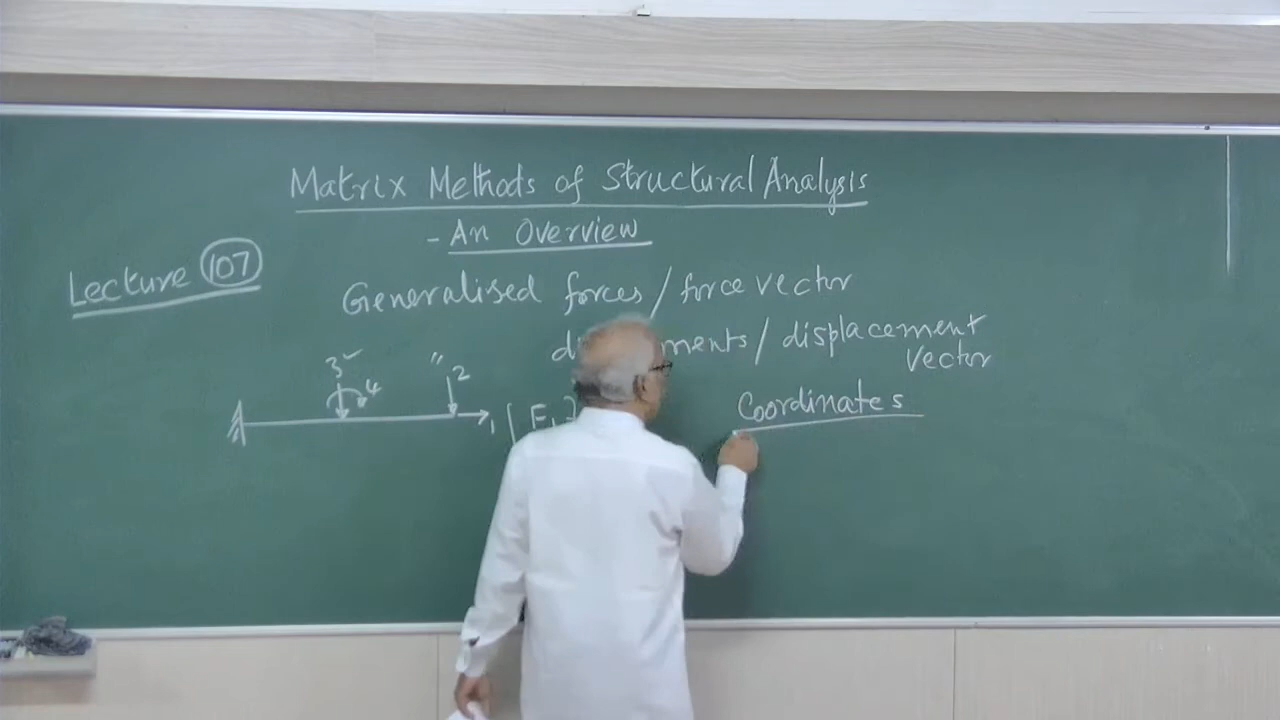 Matrix Methods of Structural Analysis
- An Overview
Lecture 107
Generalised forces / force vector
/ displacement
vector
Coordinates
3 4 2 1
F1